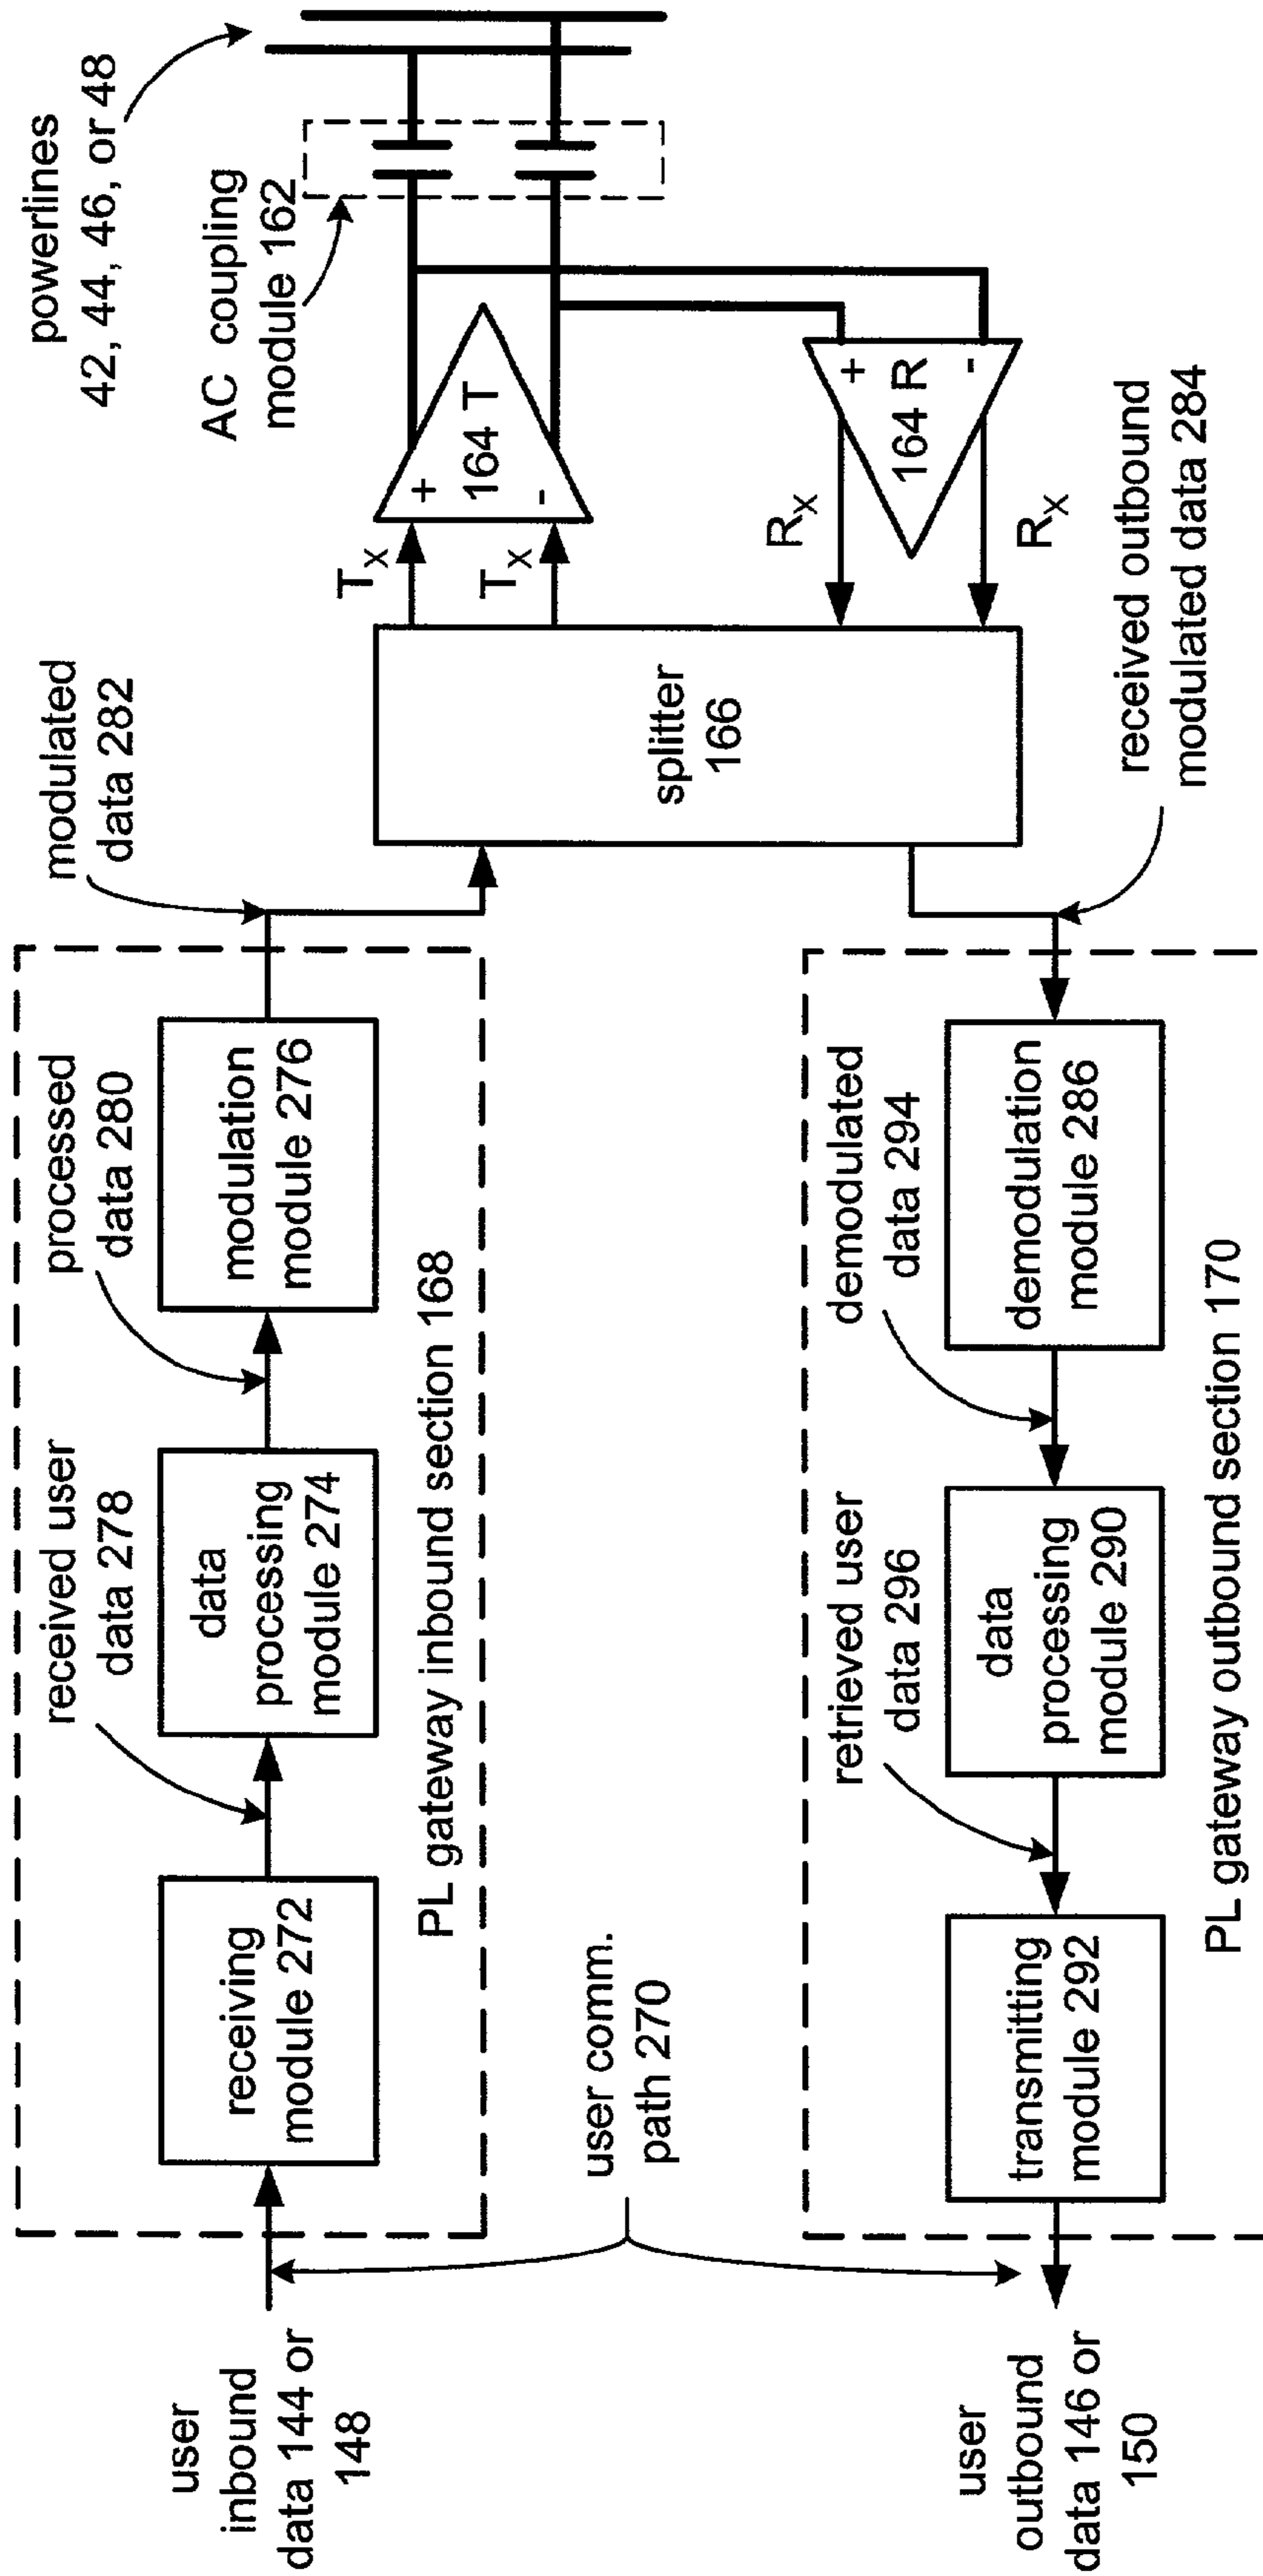 user
inbound
data 144 or
148
receiving
module 272
received user
data 278
data
processing
module 274
processed
data 280
modulation
module 276
PL gateway inbound section 168
modulated
data 282
user comm.
path 270
splitter
166
TX
TX
+
164 T
-
RX
RX
+
164 R
-
AC coupling
module 162
powerlines
42, 44, 46, or 48
received outbound
modulated data 284
user
outbound
data 146 or
150
transmitting
module 292
retrieved user
data 296
data
processing
module 290
demodulated
data 294
demodulation
module 286
PL gateway outbound section 170